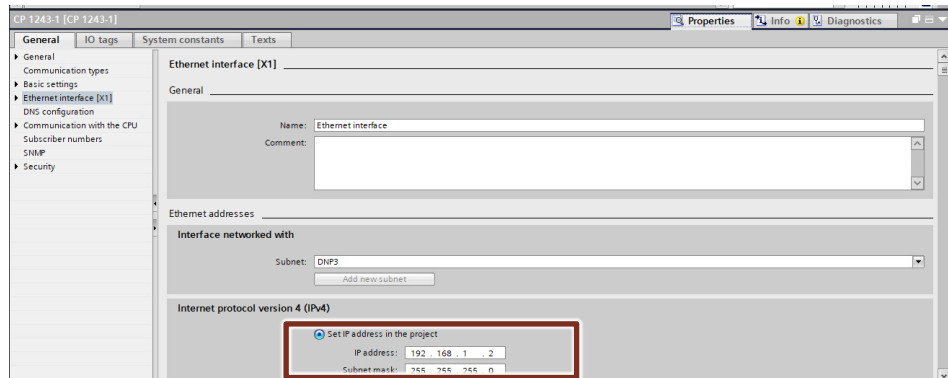 CP 1243-1 [CP 1243-1]
Properties Info Diagnostics
General IO tags System constants Texts
General
Communication types
Basic settings
Ethernet interface [X1]
DNS configuration
Communication with the CPU
Subscriber numbers
SNMP
Security
Ethernet interface [X1]
General
Name: Ethernet interface
Comment:
Ethernet addresses
Interface networked with
Subnet: DNP3
Add new subnet
Internet protocol version 4 (IPv4)
Set IP address in the project
IP address: 192 . 168 . 1 . 2
Subnet mask: 255 . 255 . 255 . 0